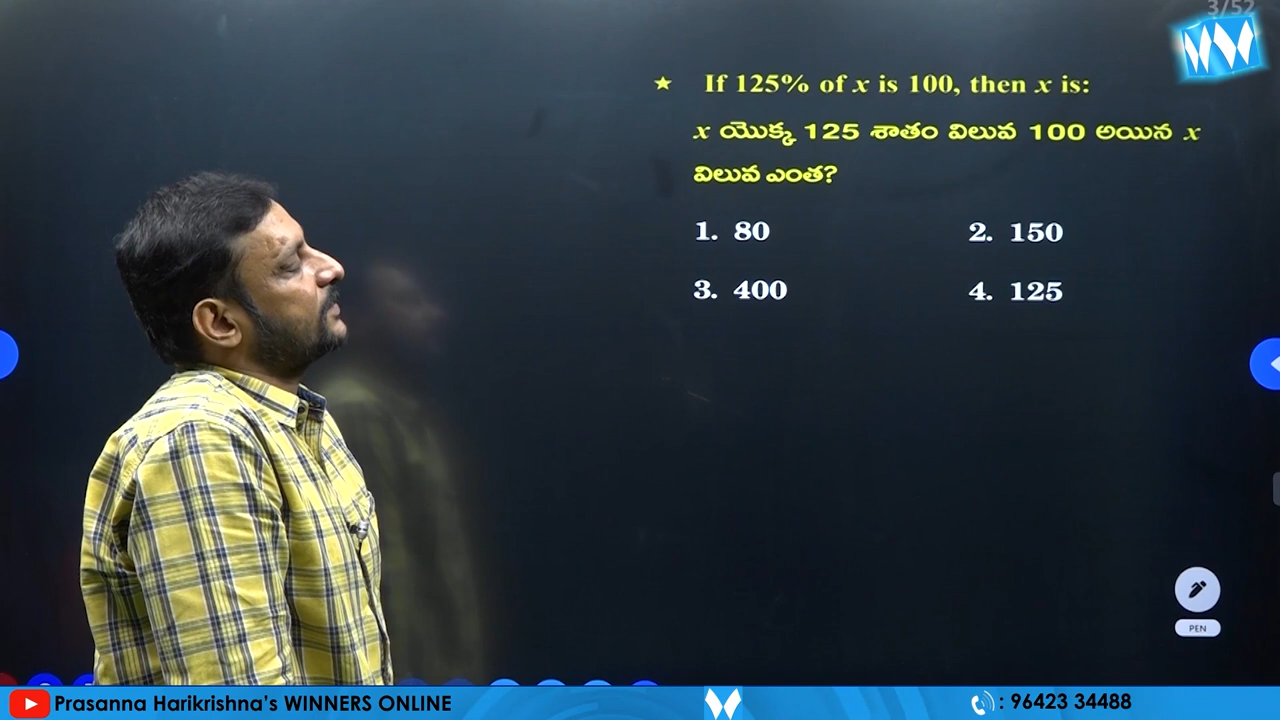 3/52
★ If 125% of x is 100, then x is:
x యొక్క 125 శాతం విలువ 100 అయిన x
విలువ ఎంత?
1. 80 2. 150
3. 400 4. 125
PEN
Prasanna Harikrishna's WINNERS ONLINE : 96423 34488